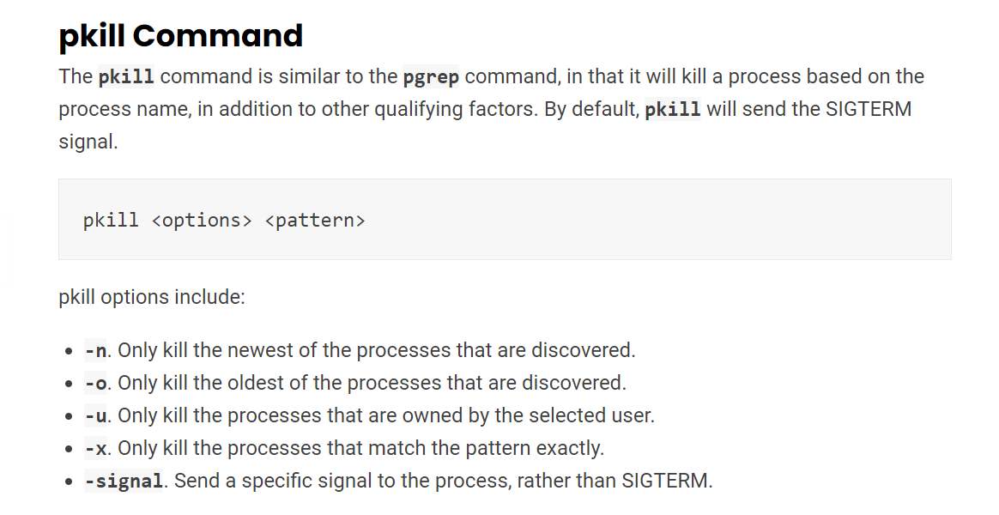 pkill Command
The pkill command is similar to the pgrep command, in that it will kill a process based on the
process name, in addition to other qualifying factors. By default, pkill will send the SIGTERM
signal.
pkill <options> <pattern>
pkill options include:
• -n. Only kill the newest of the processes that are discovered.
• -o. Only kill the oldest of the processes that are discovered.
• -u. Only kill the processes that are owned by the selected user.
• -x. Only kill the processes that match the pattern exactly.
• -signal. Send a specific signal to the process, rather than SIGTERM.